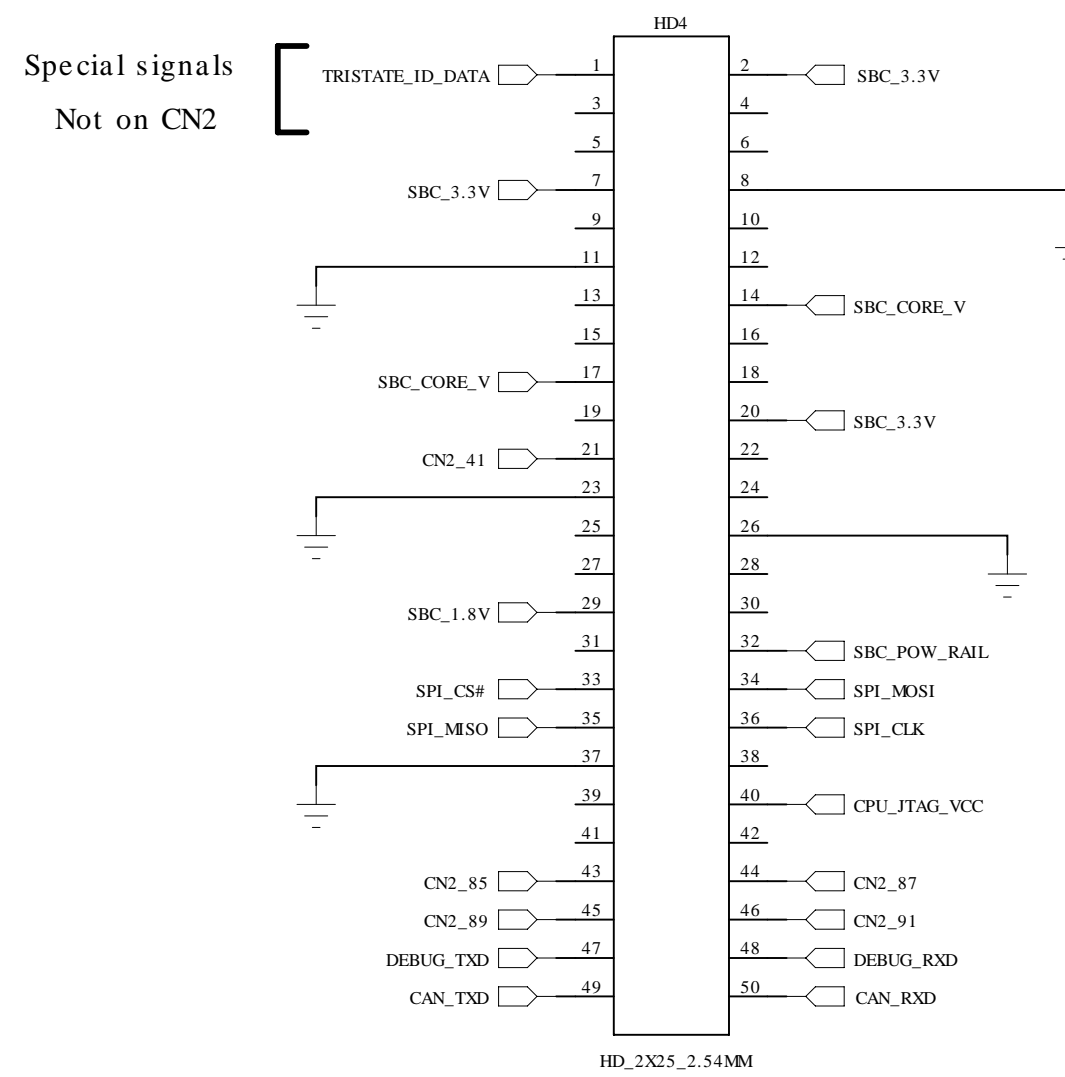 HD4
Special signals
Not on CN2
TRISTATE_ID_DATA 1 2 SBC_3.3V
3 4
5 6
SBC_3.3V 7 8
9 10
11 12
13 14 SBC_CORE_V
15 16
SBC_CORE_V 17 18
19 20 SBC_3.3V
CN2_41 21 22
23 24
25 26
27 28
SBC_1.8V 29 30
31 32 SBC_POW_RAIL
SPI_CS# 33 34 SPI_MOSI
SPI_MISO 35 36 SPI_CLK
37 38
39 40 CPU_JTAG_VCC
41 42
CN2_85 43 44 CN2_87
CN2_89 45 46 CN2_91
DEBUG_TXD 47 48 DEBUG_RXD
CAN_TXD 49 50 CAN_RXD
HD_2X25_2.54MM